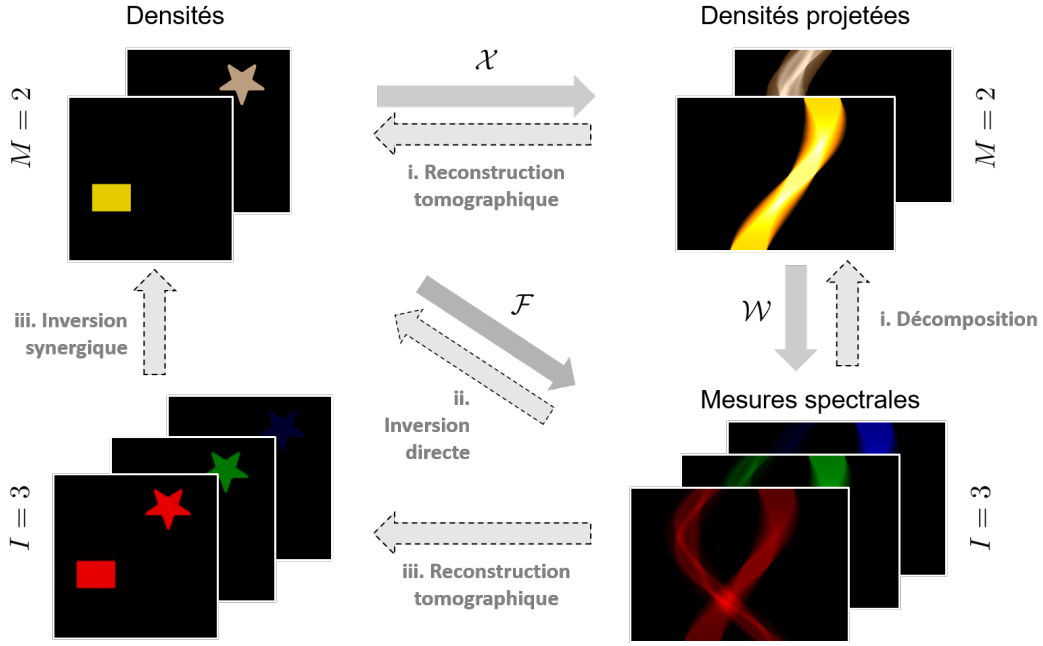 Densités
Densités projetées
M = 2
𝒳
M = 2
i. Reconstruction
tomographique
iii. Inversion
synergique
ℱ
𝒲
i. Décomposition
ii.
Inversion
directe
Mesures spectrales
I = 3
I = 3
iii. Reconstruction
tomographique